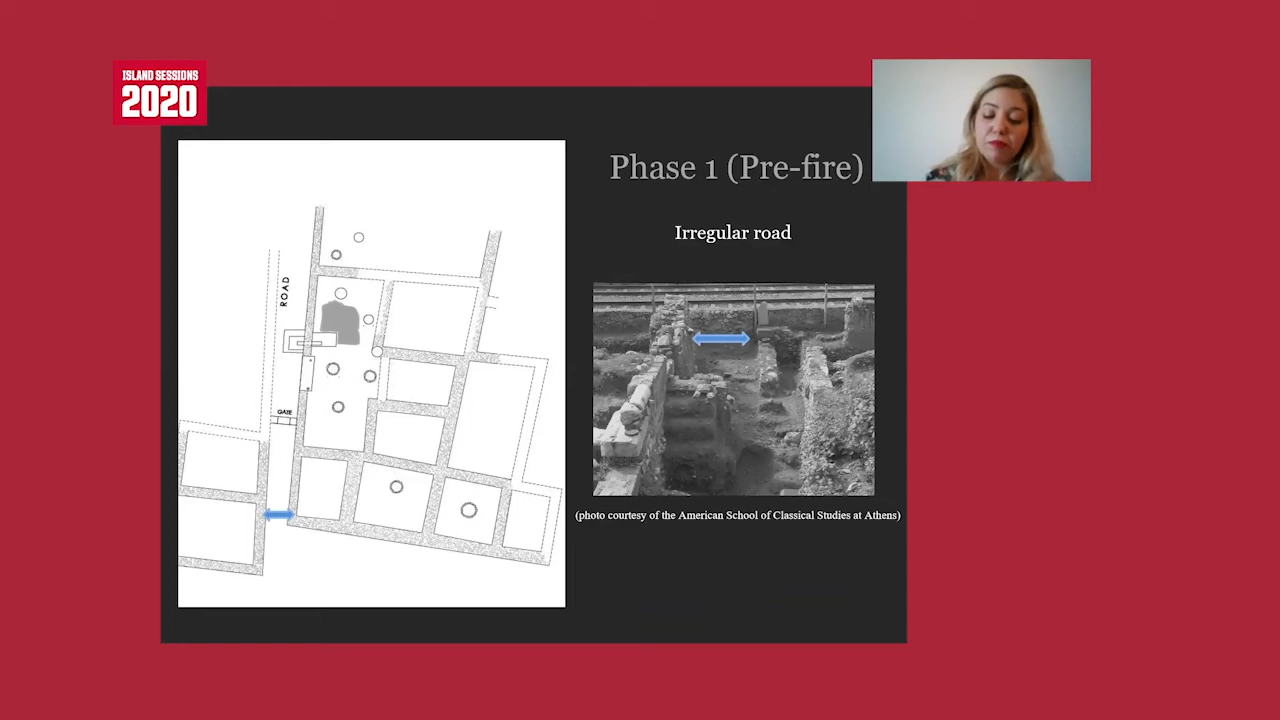 ISLAND SESSIONS
2020
Phase 1 (Pre-fire)
Irregular road
ROAD
GATE
(photo courtesy of the American School of Classical Studies at Athens)